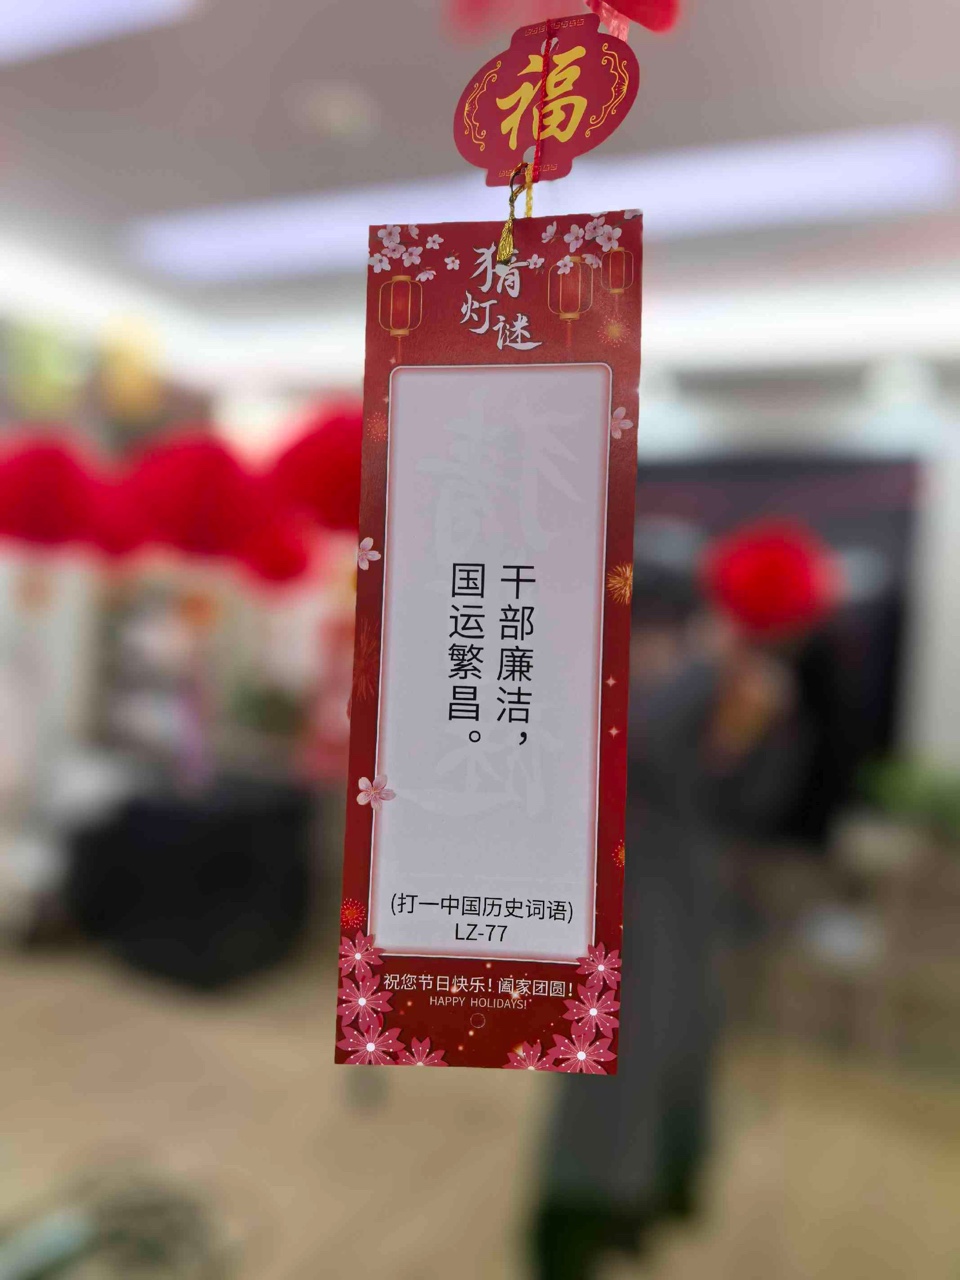 福
猜灯谜
干部廉洁，
国运繁昌。
(打一中国历史词语)
LZ-77
祝您节日快乐！阖家团圆！
HAPPY HOLIDAYS!